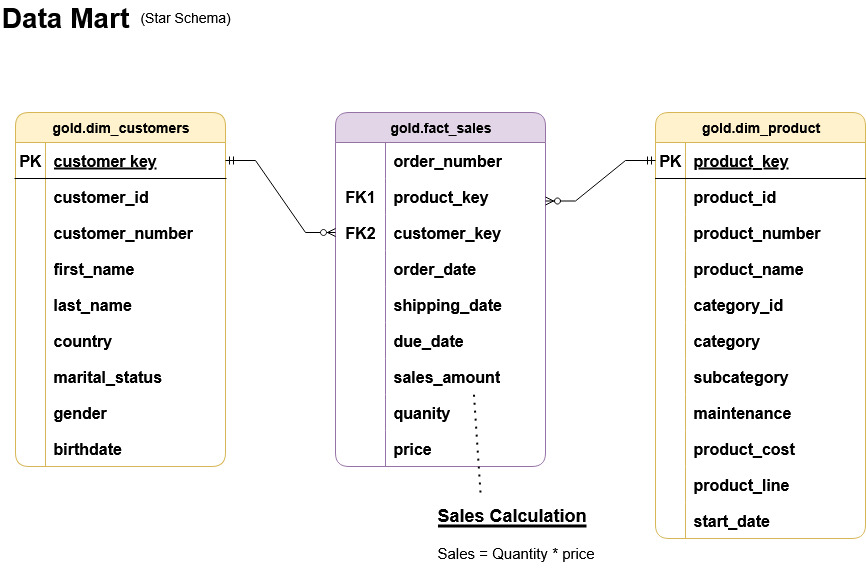 Data Mart (Star Schema)
gold.dim_customers
PK customer key
customer_id
customer_number
first_name
last_name
country
marital_status
gender
birthdate
gold.fact_sales
order_number
FK1 product_key
FK2 customer_key
order_date
shipping_date
due_date
sales_amount
quanity
price
Sales Calculation
Sales = Quantity * price
gold.dim_product
PK product_key
product_id
product_number
product_name
category_id
category
subcategory
maintenance
product_cost
product_line
start_date